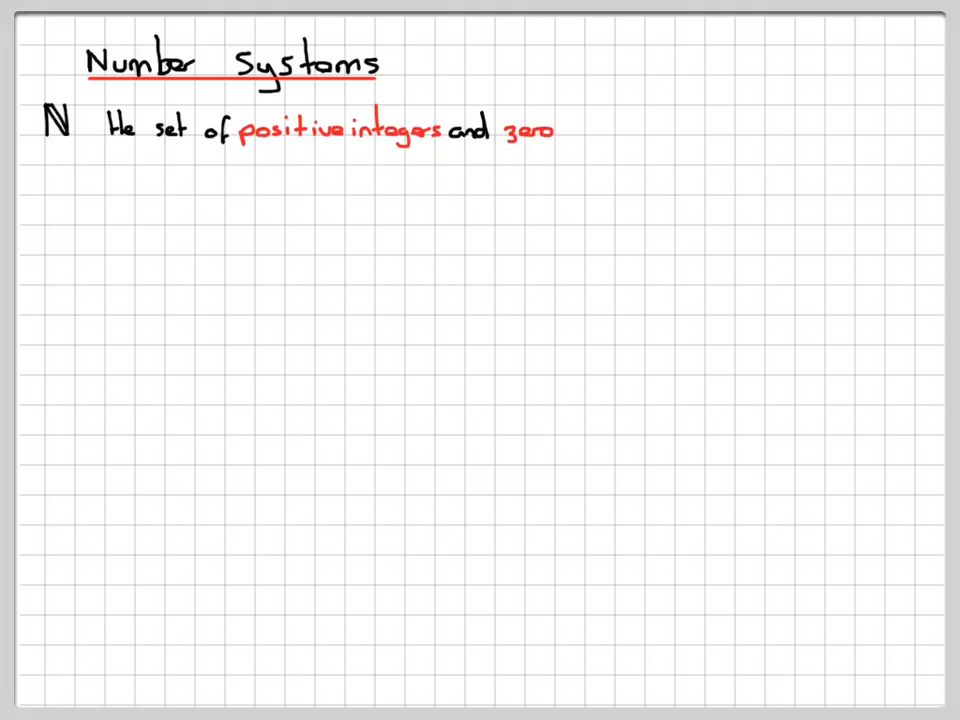 Number Systems
ℕ the set of positive integers and zero